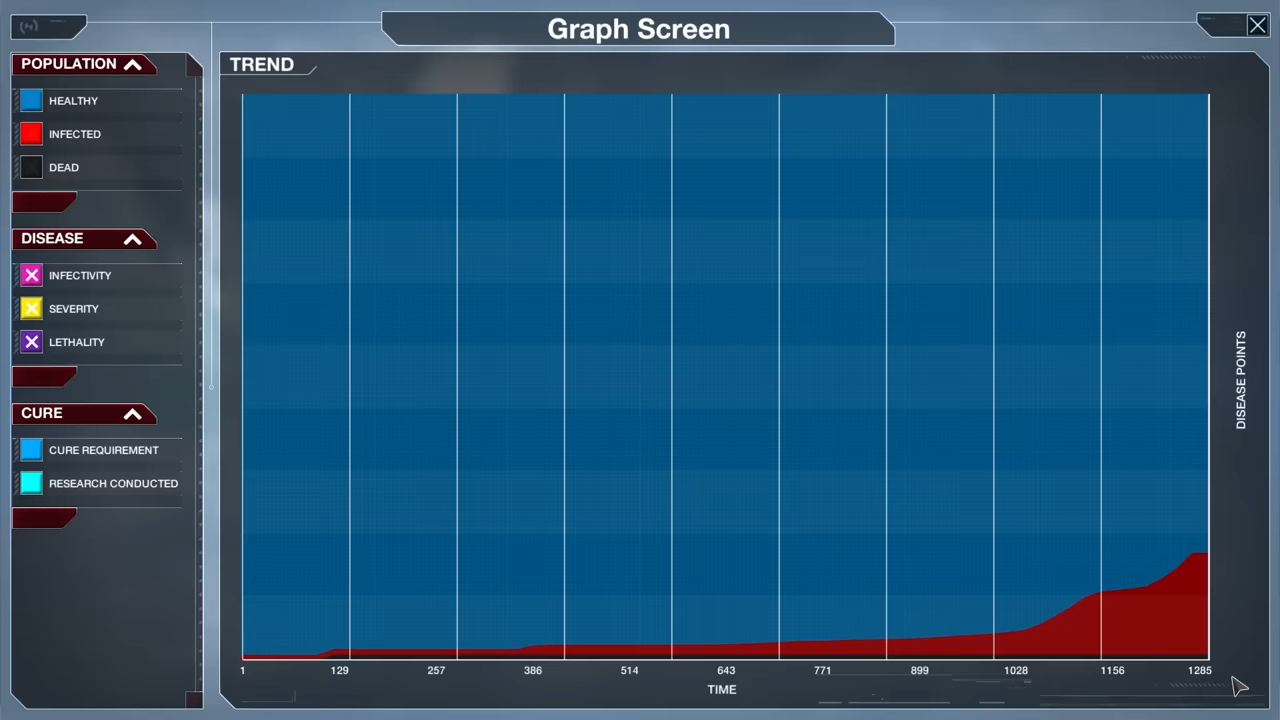 Graph Screen
POPULATION
HEALTHY
INFECTED
DEAD
DISEASE
INFECTIVITY
SEVERITY
LETHALITY
CURE
CURE REQUIREMENT
RESEARCH CONDUCTED
TREND
DISEASE POINTS
1 129 257 386 514 643 771 899 1028 1156 1285
TIME